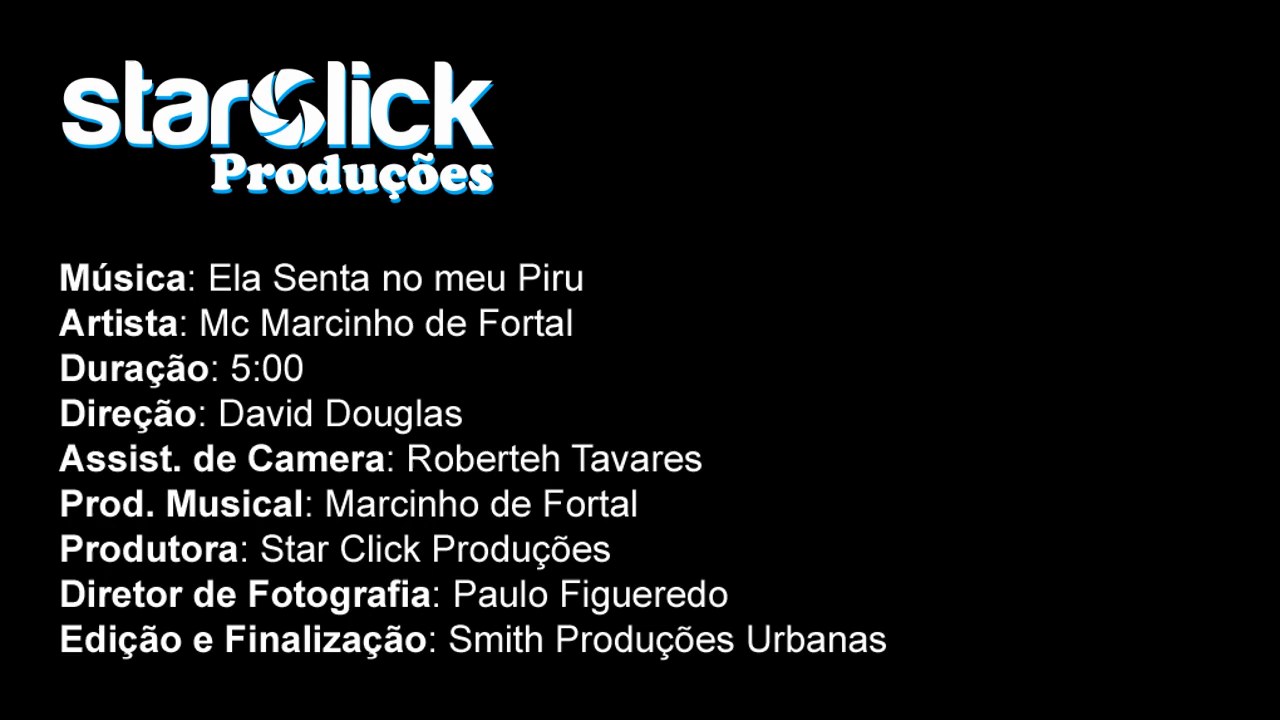 starClick
Produções
Música: Ela Senta no meu Piru
Artista: Mc Marcinho de Fortal
Duração: 5:00
Direção: David Douglas
Assist. de Camera: Roberteh Tavares
Prod. Musical: Marcinho de Fortal
Produtora: Star Click Produções
Diretor de Fotografia: Paulo Figueredo
Edição e Finalização: Smith Produções Urbanas